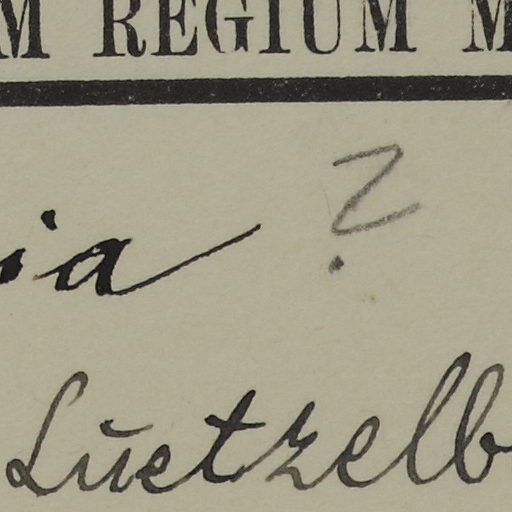 M REGIUM M
ia ?
Lŭetzelb